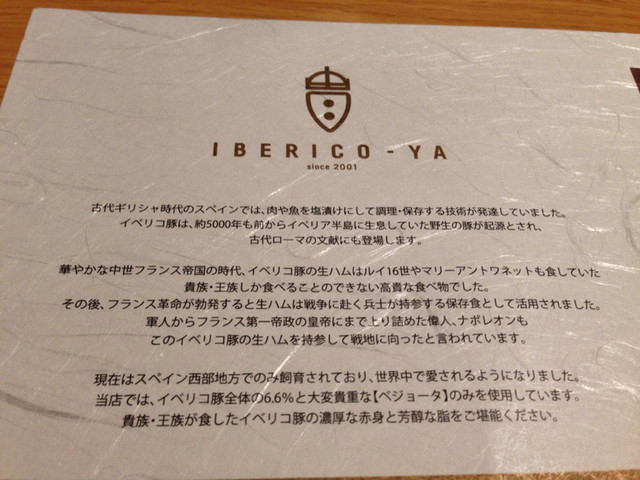 IBERICO-YA
since 2001
古代ギリシャ時代のスペインでは、肉や魚を塩漬けにして調理・保存する技術が発達していました。
イベリコ豚は、約5000年も前からイベリア半島に生息していた野生の豚が起源とされ、
古代ローマの文献にも登場します。
華やかな中世フランス帝国の時代、イベリコ豚の生ハムはルイ16世やマリーアントワネットも食していた
貴族・王族しか食べることのできない高貴な食べ物でした。
その後、フランス革命が勃発すると生ハムは戦争に赴く兵士が持参する保存食として活用されました。
軍人からフランス第一帝政の皇帝にまで上り詰めた偉人、ナポレオンも
このイベリコ豚の生ハムを持参して戦地に向ったと言われています。
現在はスペイン西部地方でのみ飼育されており、世界中で愛されるようになりました。
当店では、イベリコ豚全体の6.6%と大変貴重な【ベジョータ】のみを使用しています。
貴族・王族が食したイベリコ豚の濃厚な赤身と芳醇な脂をご堪能ください。